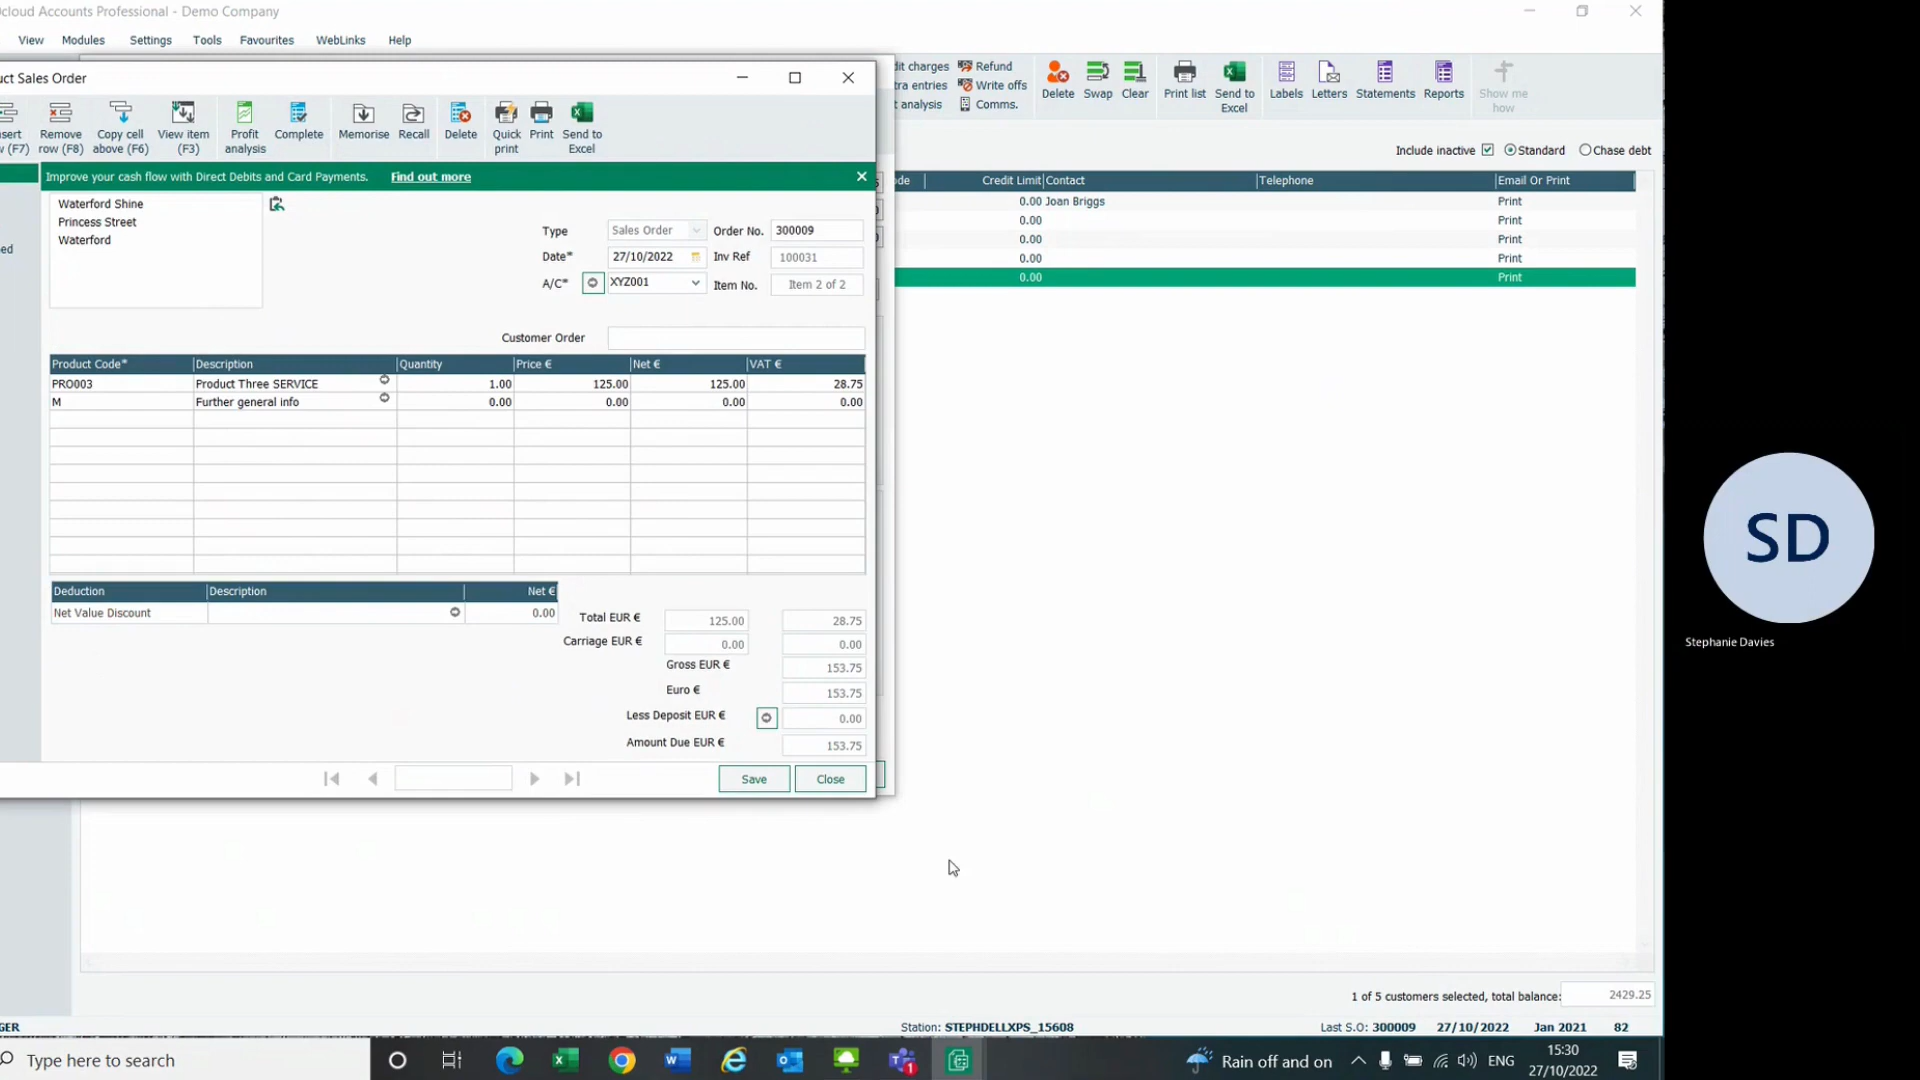 cloud Accounts Professional - Demo Company
View Modules Settings Tools Favourites WebLinks Help
Sales Order
Remove row (F8)
Copy cell above (F6)
View item (F3)
Profit analysis
Complete
Memorise
Recall
Delete
Quick print
Print
Send to Excel
charges
entries
analysis
Refund
Write offs
Comms.
Delete
Swap
Clear
Print list
Send to Excel
Labels
Letters
Statements
Reports
Show me how
Include inactive Standard Chase debt
Improve your cash flow with Direct Debits and Card Payments. Find out more
Credit Limit Contact Telephone Email Or Print
0.00 Joan Briggs Print
0.00 Print
0.00 Print
0.00 Print
0.00 Print
Waterford Shine
Princess Street
Waterford
Type Sales Order Order No. 300009
Date* 27/10/2022 Inv Ref 100031
A/C* XYZ001 Item No. Item 2 of 2
Customer Order
Product Code* Description Quantity Price € Net € VAT €
PRO003 Product Three SERVICE 1.00 125.00 125.00 28.75
M Further general info 0.00 0.00 0.00 0.00
Deduction Description Net €
Net Value Discount 0.00
Total EUR € 125.00 28.75
Carriage EUR € 0.00 0.00
Gross EUR € 153.75
Euro € 153.75
Less Deposit EUR € 0.00
Amount Due EUR € 153.75
Save Close
SD
Stephanie Davies
1 of 5 customers selected, total balance: 2429.25
GER Station: STEPHDELLXPS_15608 Last S.O: 300009 27/10/2022 Jan 2021 82
Type here to search
Rain off and on ENG
15:30
27/10/2022